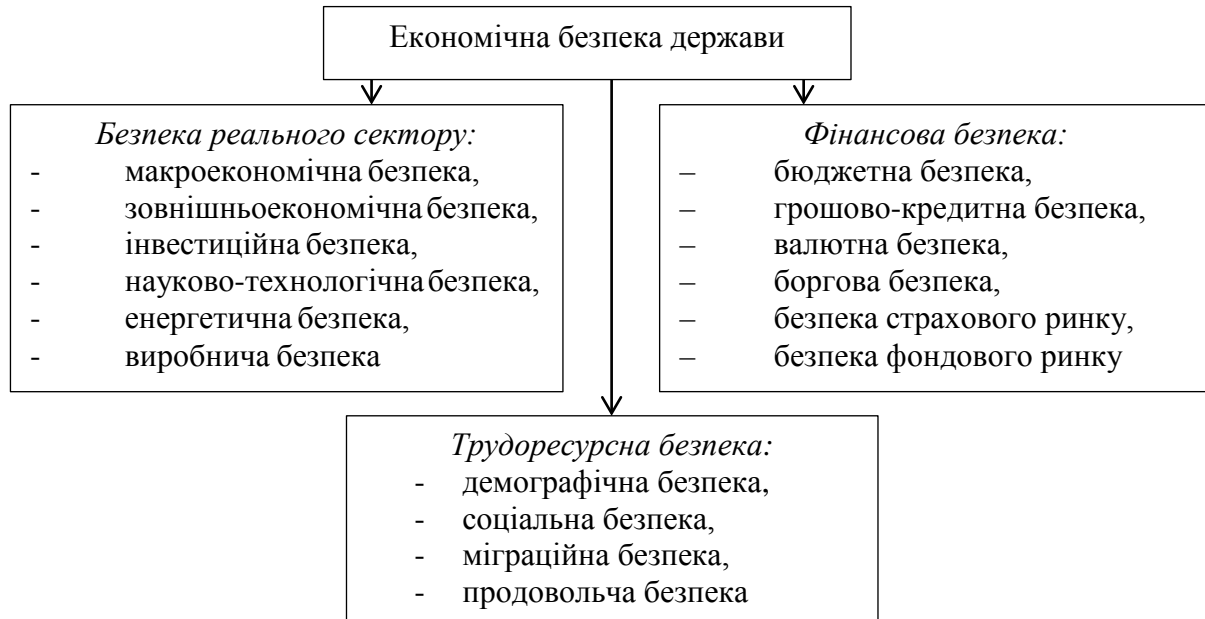 Економічна безпека держави
Безпека реального сектору:
- макроекономічна безпека,
- зовнішньоекономічна безпека,
- інвестиційна безпека,
- науково-технологічна безпека,
- енергетична безпека,
- виробнича безпека
Фінансова безпека:
– бюджетна безпека,
– грошово-кредитна безпека,
– валютна безпека,
– боргова безпека,
– безпека страхового ринку,
– безпека фондового ринку
Трудоресурсна безпека:
- демографічна безпека,
- соціальна безпека,
- міграційна безпека,
- продовольча безпека